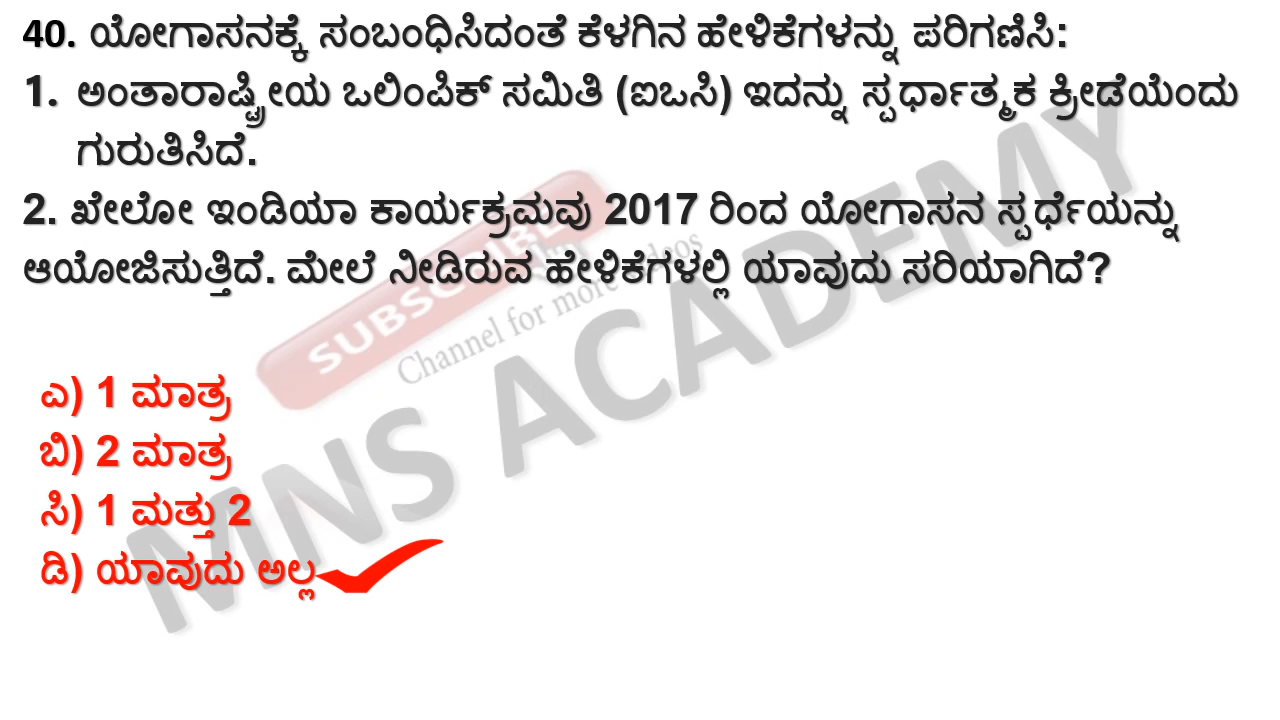 40. ಯೋಗಾಸನಕ್ಕೆ ಸಂಬಂಧಿಸಿದಂತೆ ಕೆಳಗಿನ ಹೇಳಿಕೆಗಳನ್ನು ಪರಿಗಣಿಸಿ:
1. ಅಂತಾರಾಷ್ಟ್ರೀಯ ಒಲಿಂಪಿಕ್ ಸಮಿತಿ (ಐಒಸಿ) ಇದನ್ನು ಸ್ಪರ್ಧಾತ್ಮಕ ಕ್ರೀಡೆಯೆಂದು
ಗುರುತಿಸಿದೆ.
2. ಖೇಲೋ ಇಂಡಿಯಾ ಕಾರ್ಯಕ್ರಮವು 2017 ರಿಂದ ಯೋಗಾಸನ ಸ್ಪರ್ಧೆಯನ್ನು
ಆಯೋಜಿಸುತ್ತಿದೆ. ಮೇಲೆ ನೀಡಿರುವ ಹೇಳಿಕೆಗಳಲ್ಲಿ ಯಾವುದು ಸರಿಯಾಗಿದೆ?
SUBSCRIBE
Channel for more videos
MNS ACADEMY
ಎ) 1 ಮಾತ್ರ
ಬಿ) 2 ಮಾತ್ರ
ಸಿ) 1 ಮತ್ತು 2
ಡಿ) ಯಾವುದು ಅಲ್ಲ